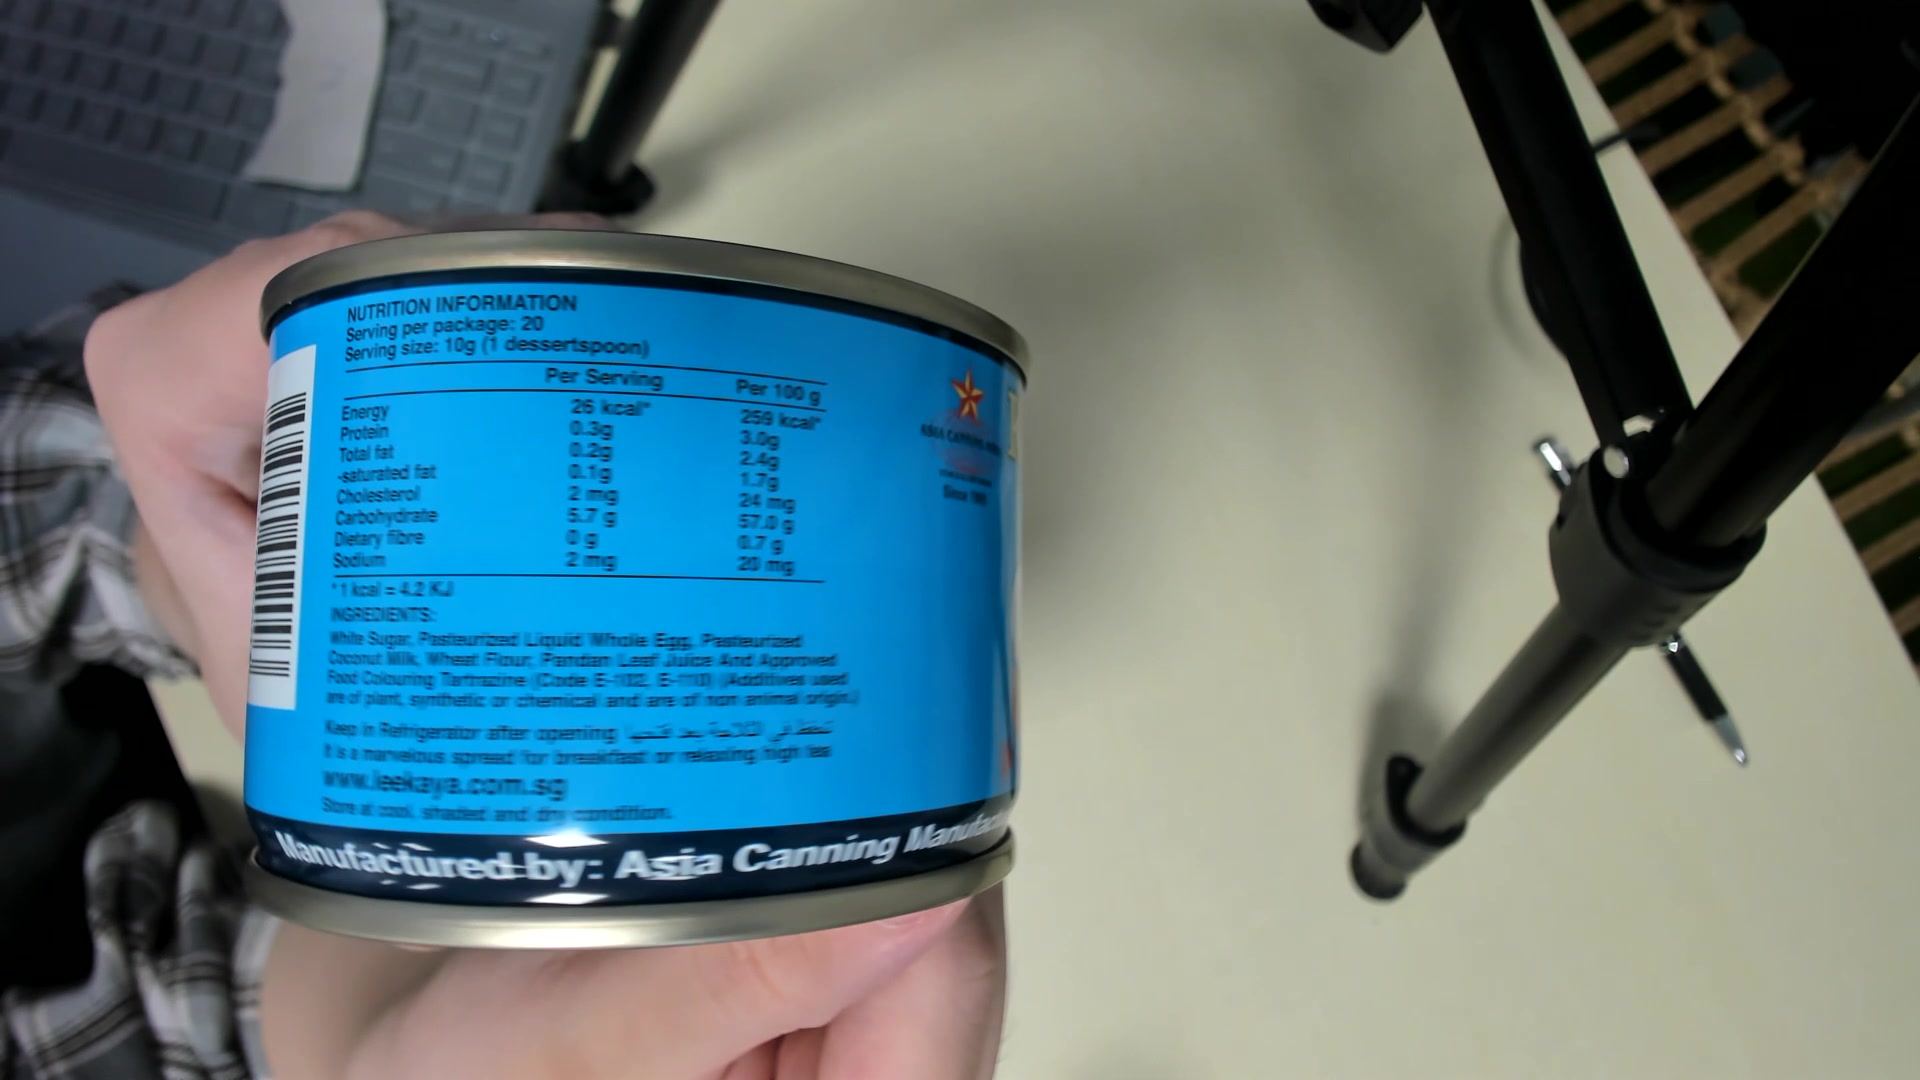 NUTRITION INFORMATION
Serving per package: 20
Serving size: 10g (1 dessertspoon)
Per Serving Per 100 g
Energy 26 kcal* 259 kcal*
Protein 0.3g 3.0g
Total fat 0.2g 2.4g
-saturated fat 0.1g 1.7g
Cholesterol 2 mg 24 mg
Carbohydrate 5.7 g 57.0 g
Dietary fibre 0 g 0.7 g
Sodium 2 mg 20 mg
*1 kcal = 4.2 KJ
INGREDIENTS:
White Sugar, Pasteurized Liquid Whole Egg, Pasteurized
Coconut Milk, Wheat Flour, Pandan Leaf Juice And Approved
Food Colouring Tartrazine (Code E-102, E-110) (Additives used
are of plant, synthetic or chemical and are of non animal origin.)
Keep in Refrigerator after opening
It is a marvelous spread for breakfast or relaxing high tea
www.leekaya.com.sg
Store at cool, shaded and dry condition.
Manufactured by: Asia Canning
ASIA CANNING
Since